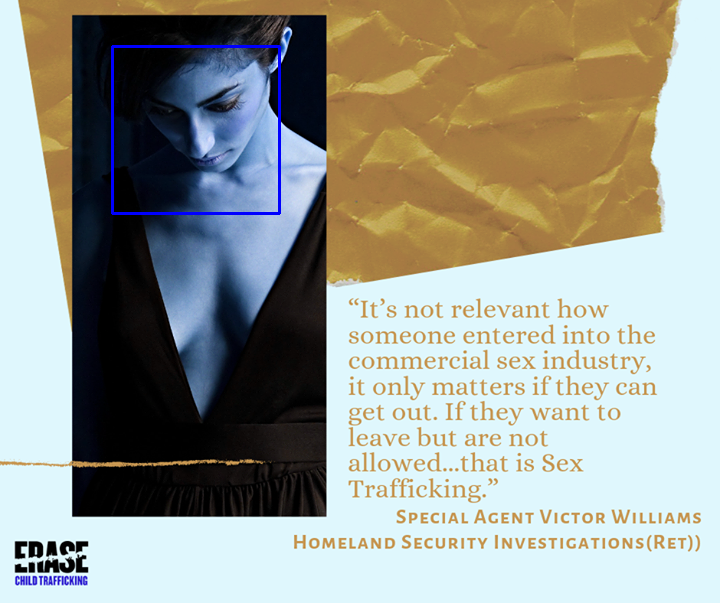 “It’s not relevant how
someone entered into the
commercial sex industry,
it only matters if they can
get out. If they want to
leave but are not
allowed...that is Sex
Trafficking.”
Special Agent Victor Williams
Homeland Security Investigations(Ret))
ERASE
CHILD TRAFFICKING